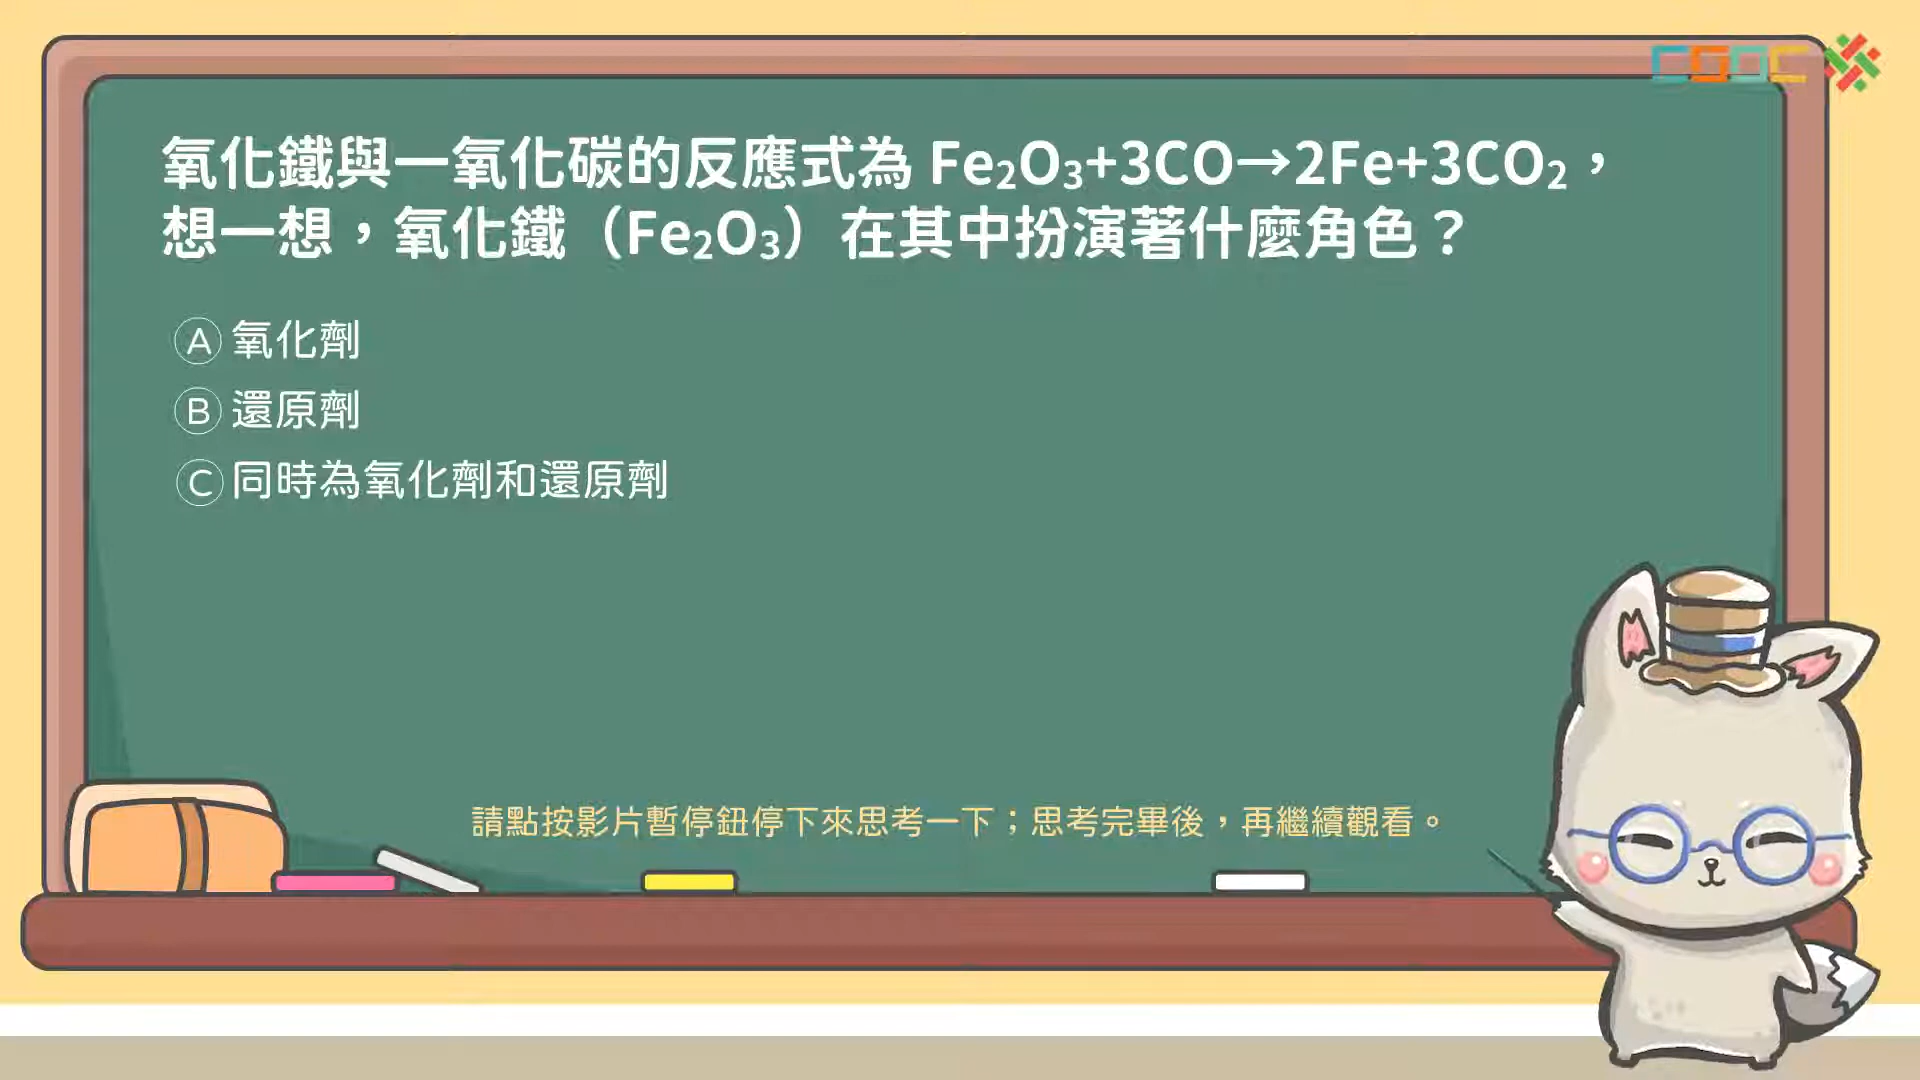 氧化鐵與一氧化碳的反應式為 Fe₂O₃+3CO→2Fe+3CO₂，
想一想，氧化鐵（Fe₂O₃）在其中扮演著什麼角色？
Ⓐ 氧化劑
Ⓑ 還原劑
Ⓒ 同時為氧化劑和還原劑
請點按影片暫停鈕停下來思考一下；思考完畢後，再繼續觀看。